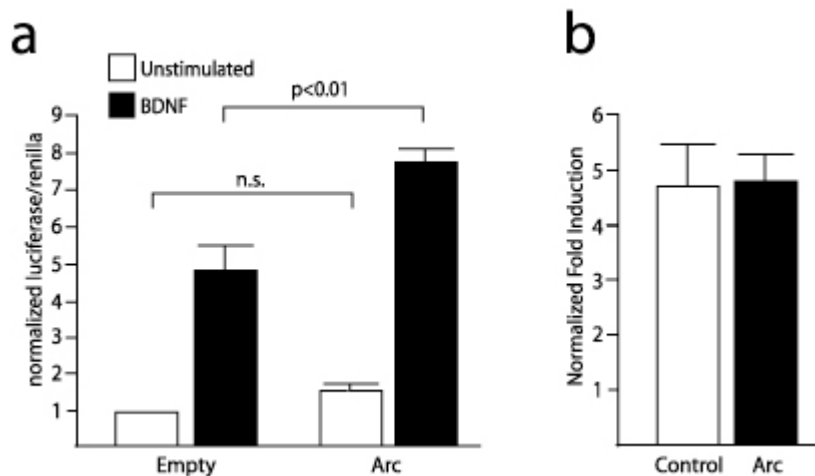 a
Unstimulated
BDNF
p<0.01
n.s.
normalized luciferase/renilla
9
8
7
6
5
4
3
2
1
Empty Arc
b
Normalized Fold Induction
6
5
4
3
2
1
Control Arc